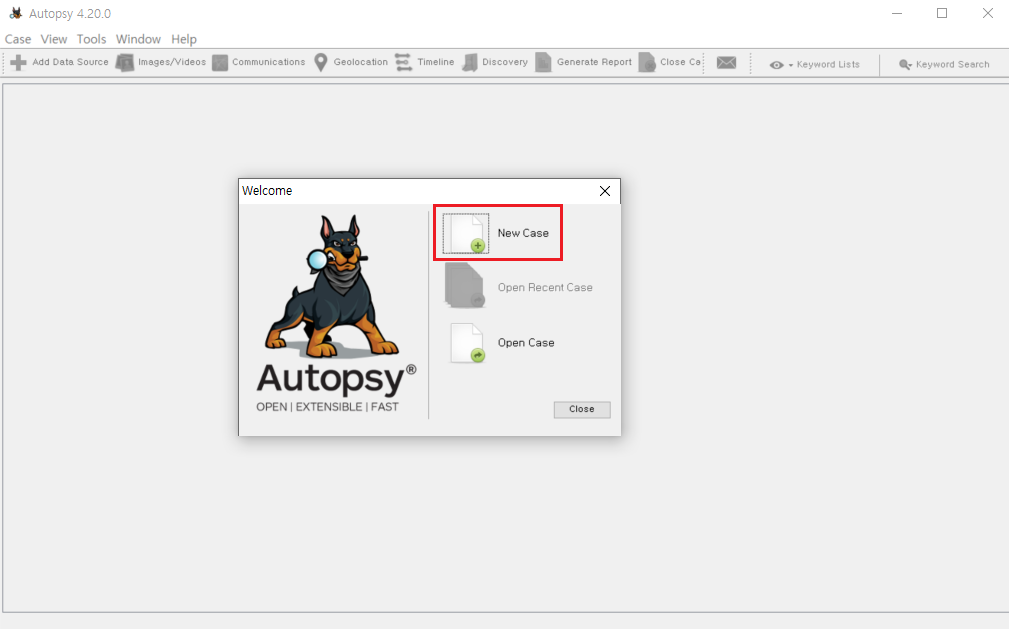 Autopsy 4.20.0
Case View Tools Window Help
Add Data Source Images/Videos Communications Geolocation Timeline Discovery Generate Report Close Ca Keyword Lists Keyword Search
Welcome
New Case
Open Recent Case
Open Case
Autopsy®
OPEN | EXTENSIBLE | FAST
Close